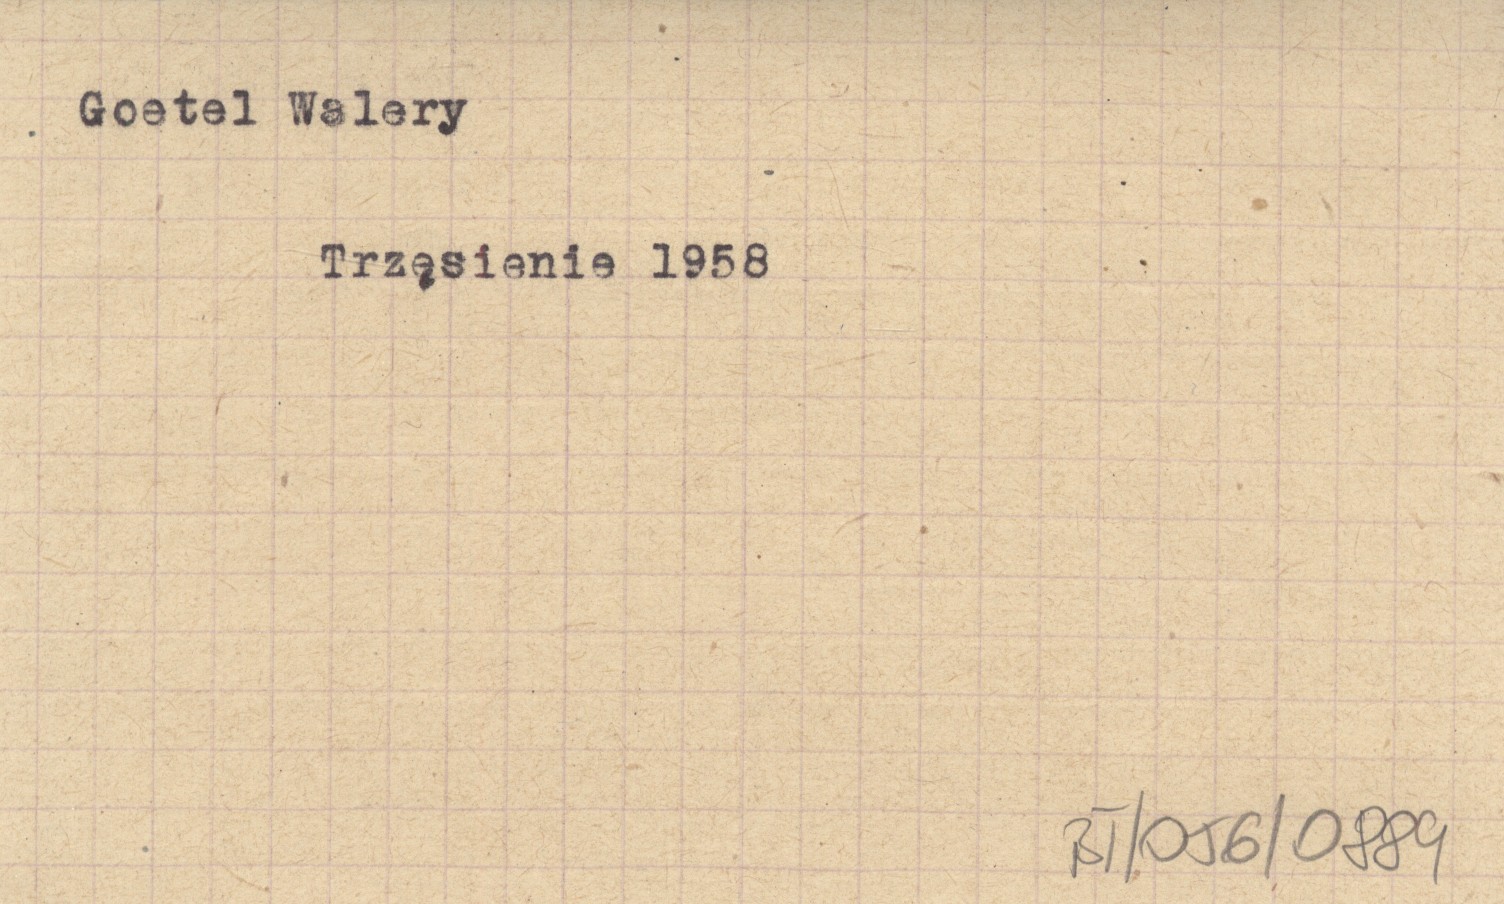 Goetel Walery
Trzęsienie 1958
BT/056/0889